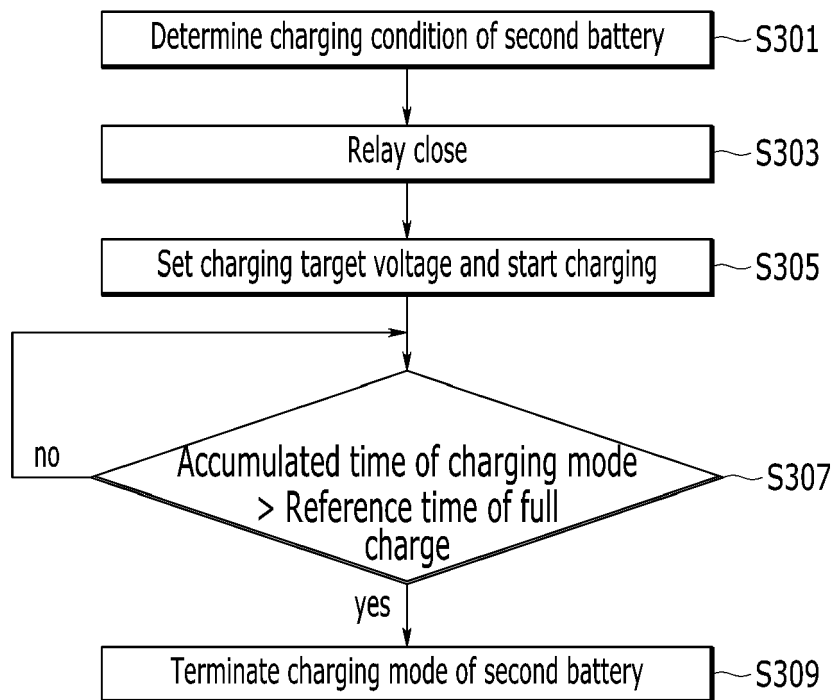 Determine charging condition of second battery
S301
Relay close
S303
Set charging target voltage and start charging
S305
no
Accumulated time of charging mode
> Reference time of full
charge
S307
yes
Terminate charging mode of second battery
S309